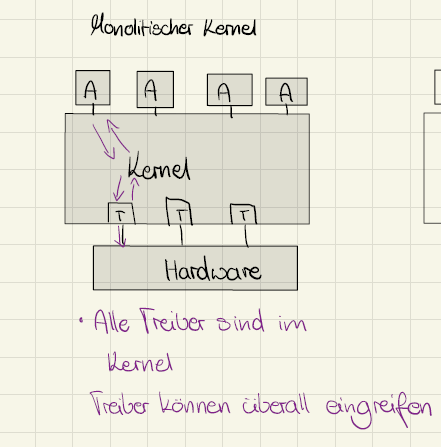 Monolitischer Kernel
A A A A
Kernel
T T T
Hardware
• Alle Treiber sind im
Kernel
Treiber können überall eingreifen